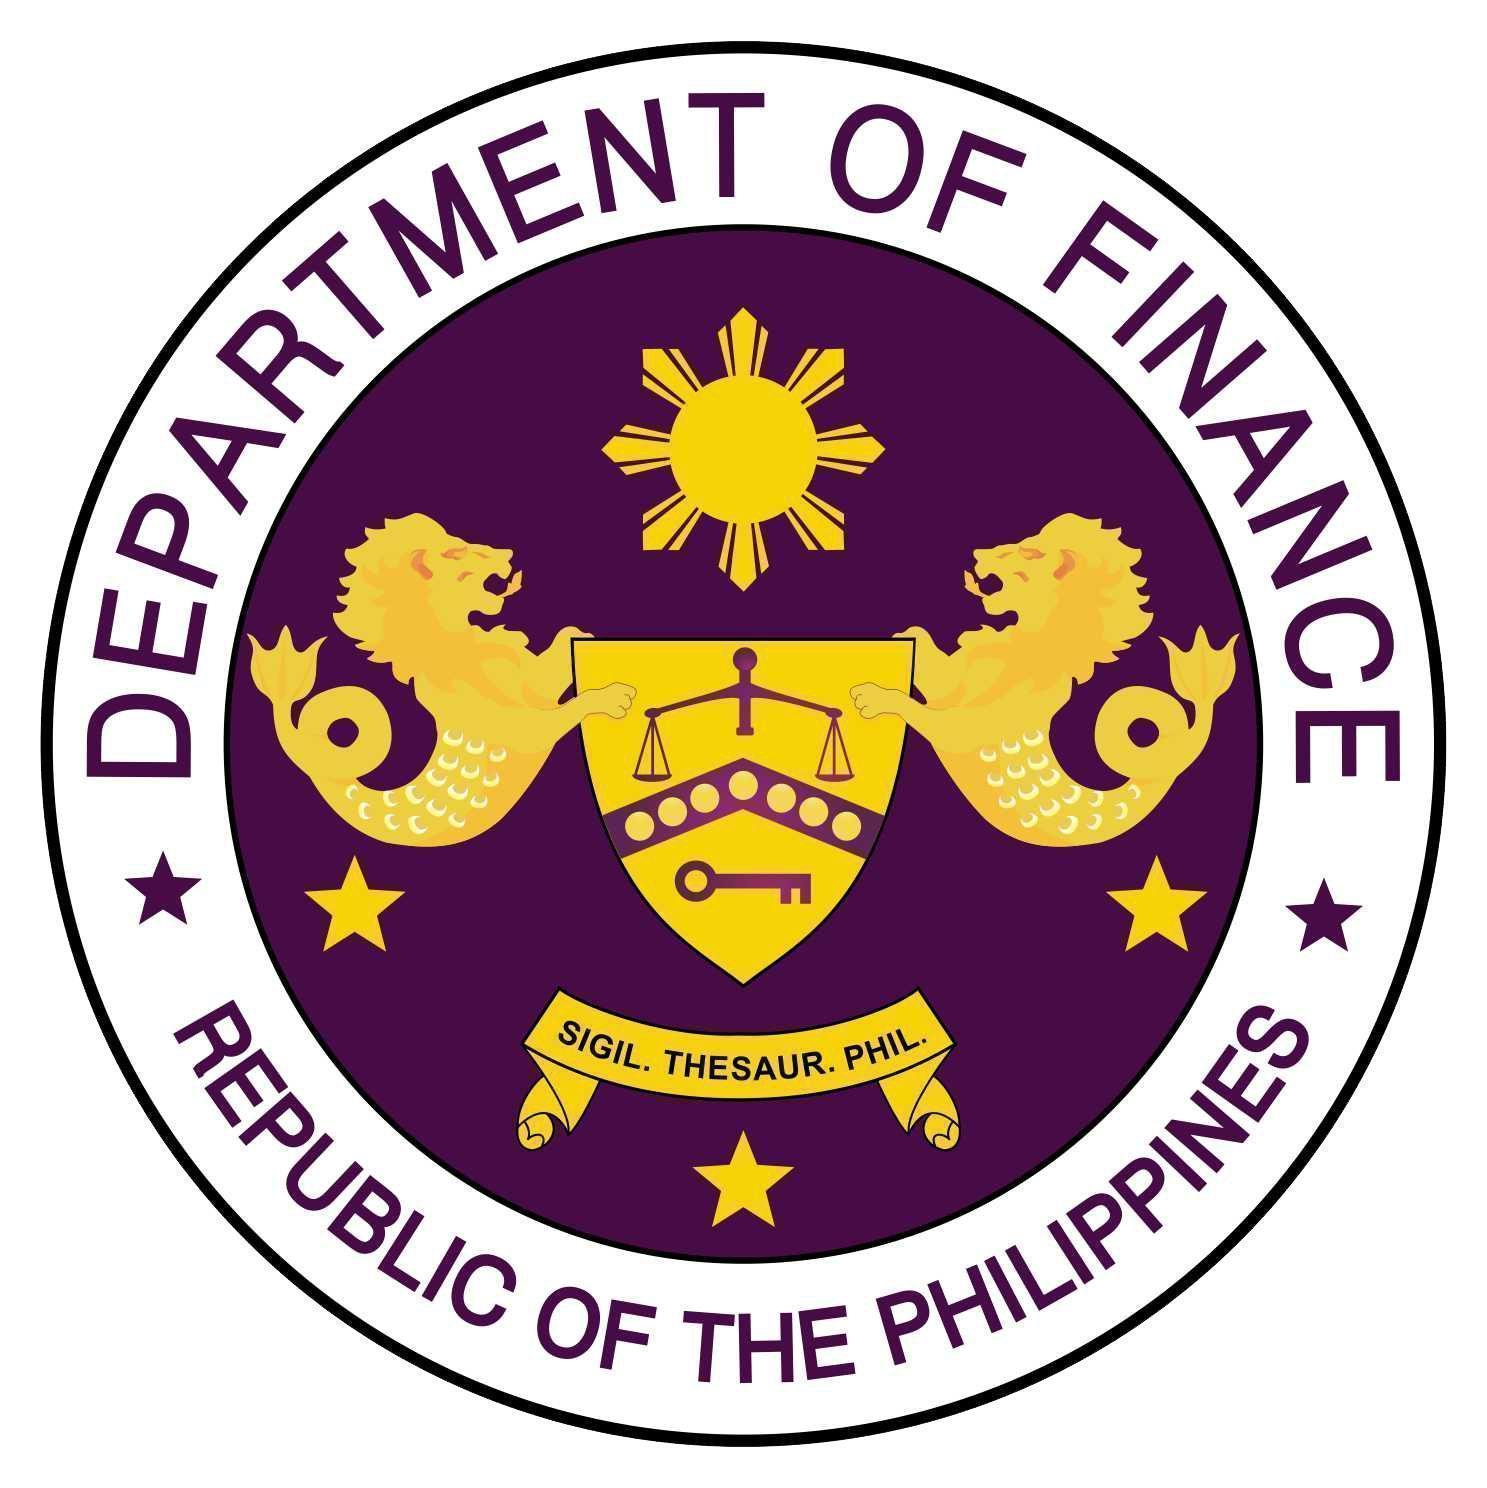 DEPARTMENT OF FINANCE
SIGIL. THESAUR. PHIL.
REPUBLIC OF THE PHILIPPINES